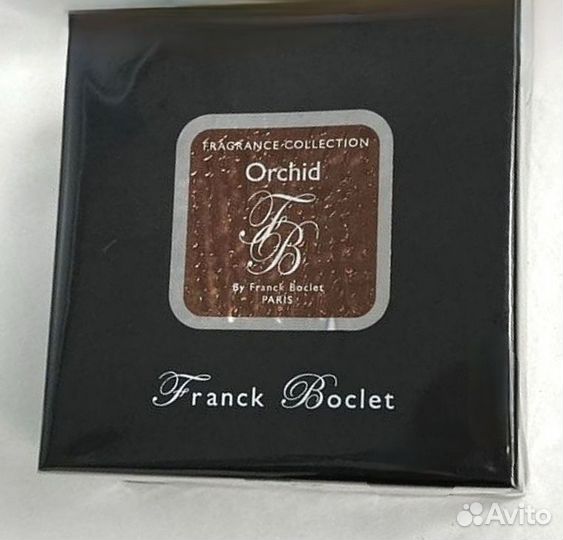 FRAGRANCE COLLECTION
Orchid
FB
By Franck Boclet
PARIS
Franck Boclet
Avito